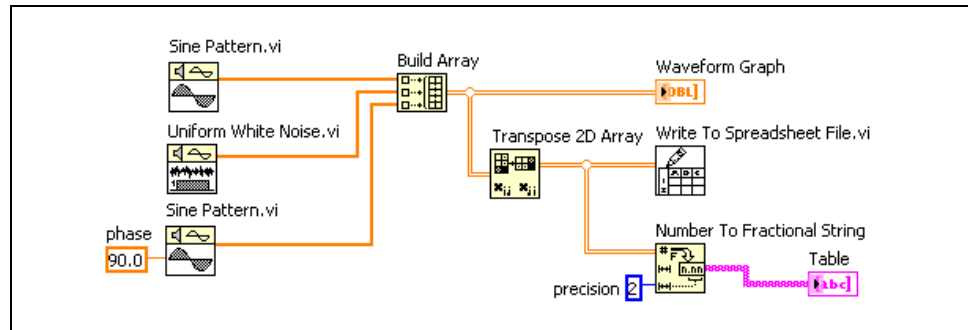 Sine Pattern.vi
Build Array
Waveform Graph
DBL
Uniform White Noise.vi
Transpose 2D Array
Write To Spreadsheet File.vi
Sine Pattern.vi
phase
90.0
Number To Fractional String
#
n.nn
Table
abc
precision
2